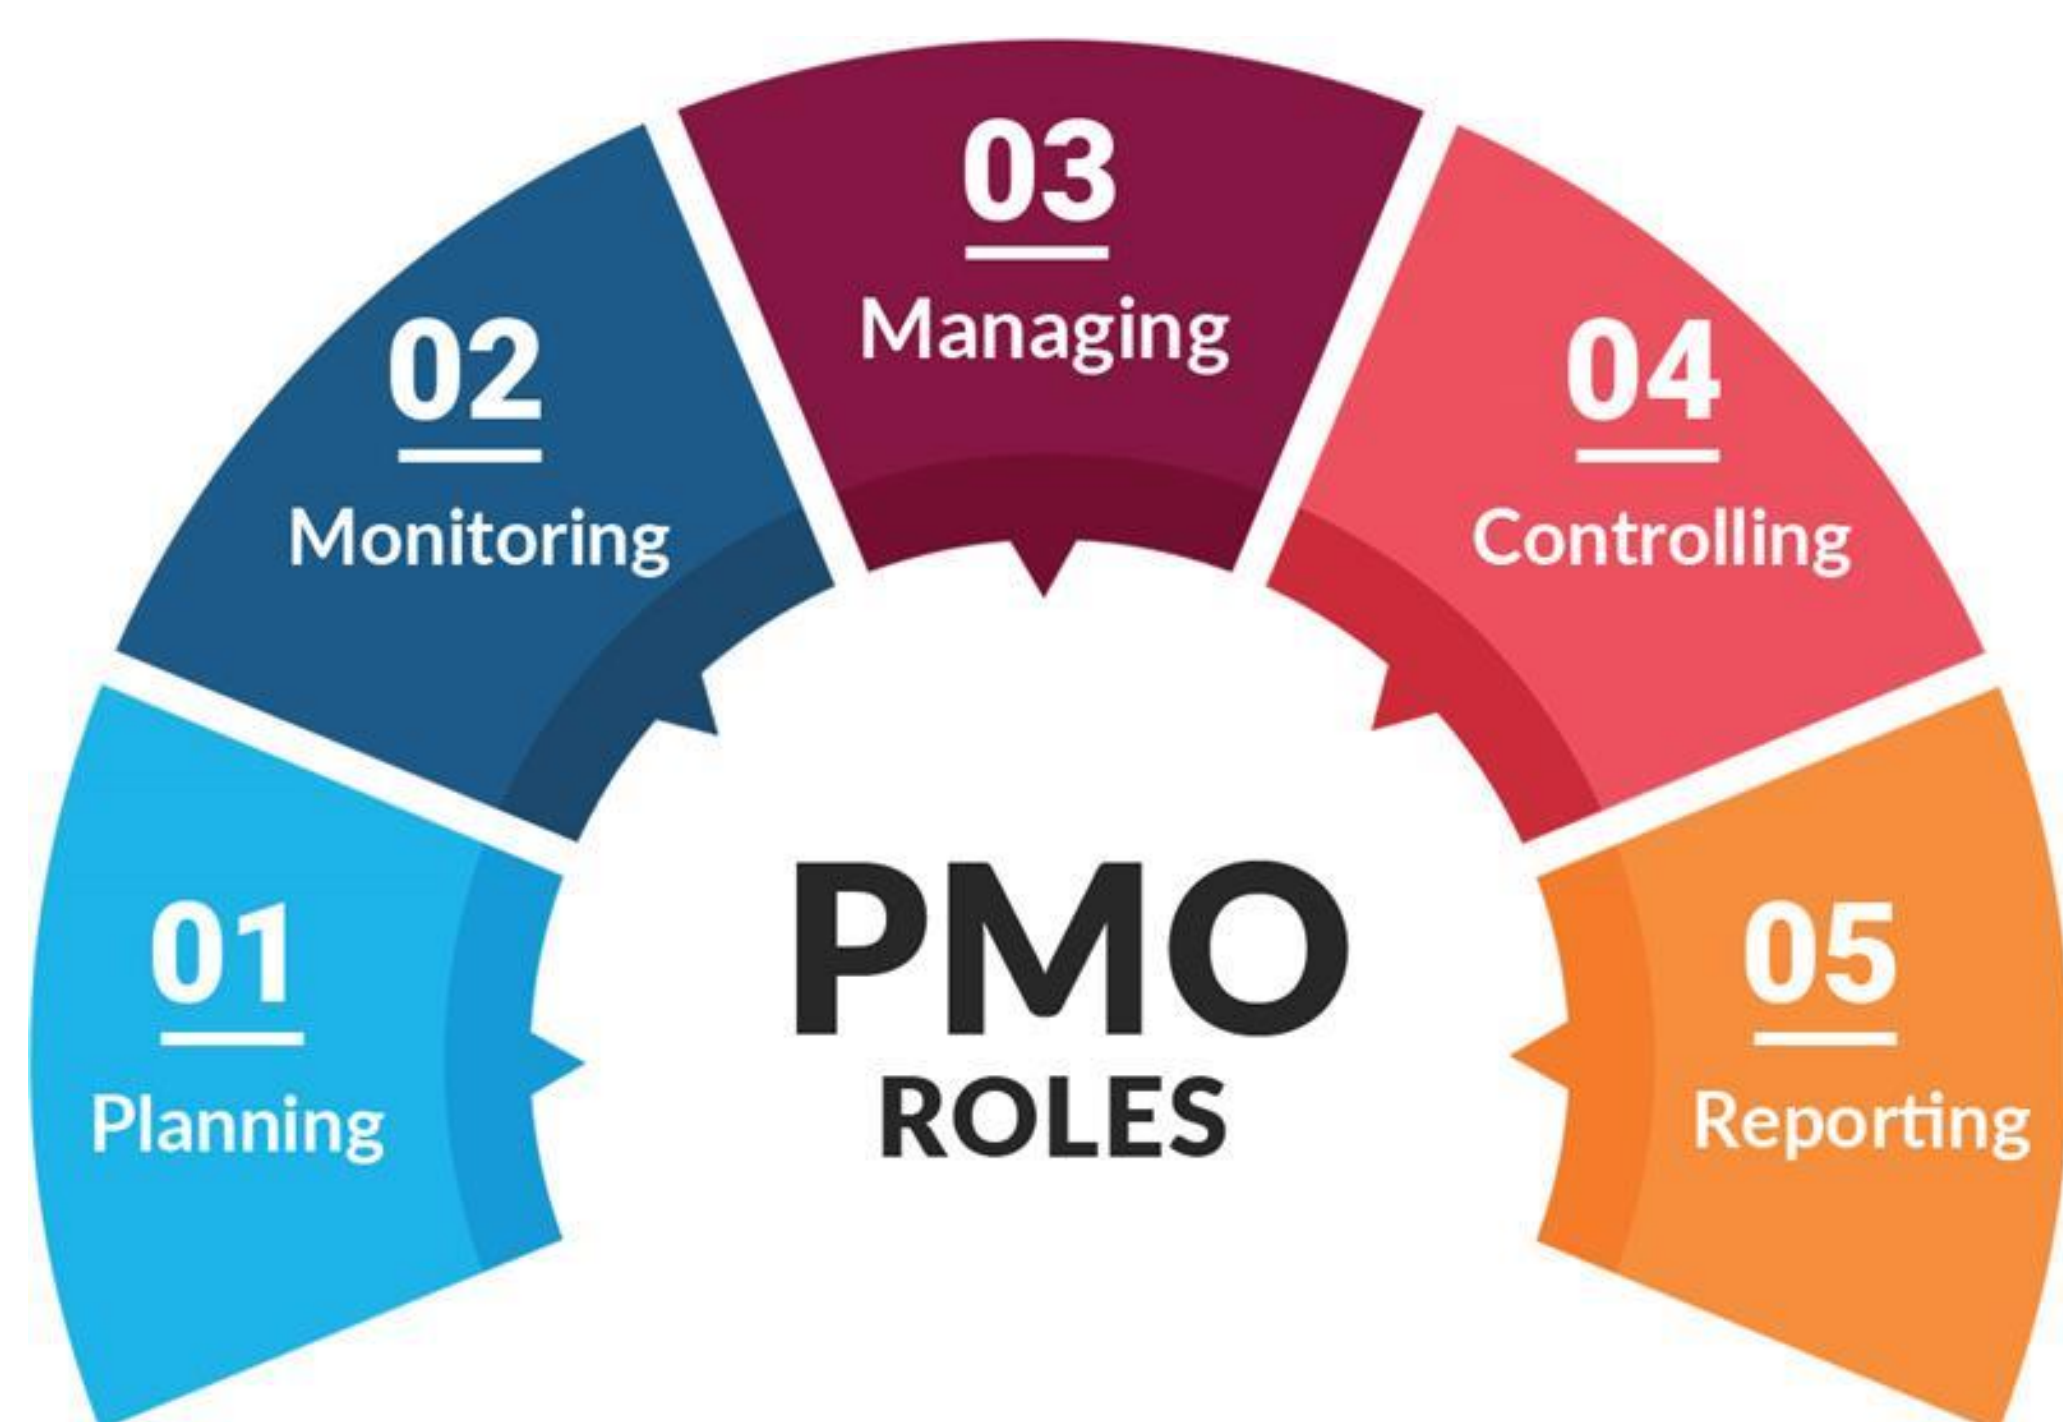 01
Planning
02
Monitoring
03
Managing
04
Controlling
05
Reporting
PMO
ROLES